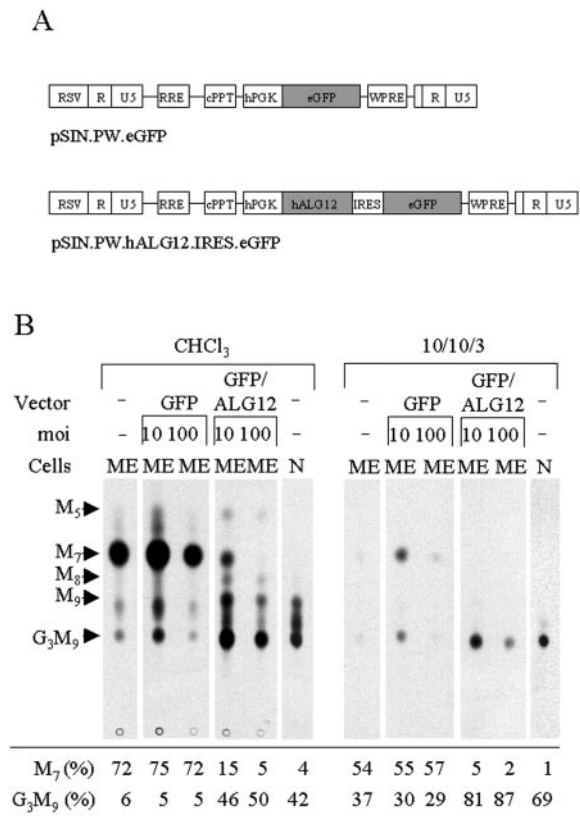 A
RSV R U5 RRE cPPT hPGK eGFP WPRE R U5
pSIN.PW.eGFP
RSV R U5 RRE cPPT hPGK hALG12 IRES eGFP WPRE R U5
pSIN.PW.hALG12.IRES.eGFP
B
CHCl3 10/10/3
Vector - GFP GFP/ALG12 - - GFP GFP/ALG12 -
moi - 10 100 10 100 - - 10 100 10 100 -
Cells ME ME ME ME ME N ME ME ME ME ME N
M5
M7
M8
M9
G3M9
M7 (%) 72 75 72 15 5 4 54 55 57 5 2 1
G3M9 (%) 6 5 5 46 50 42 37 30 29 81 87 69